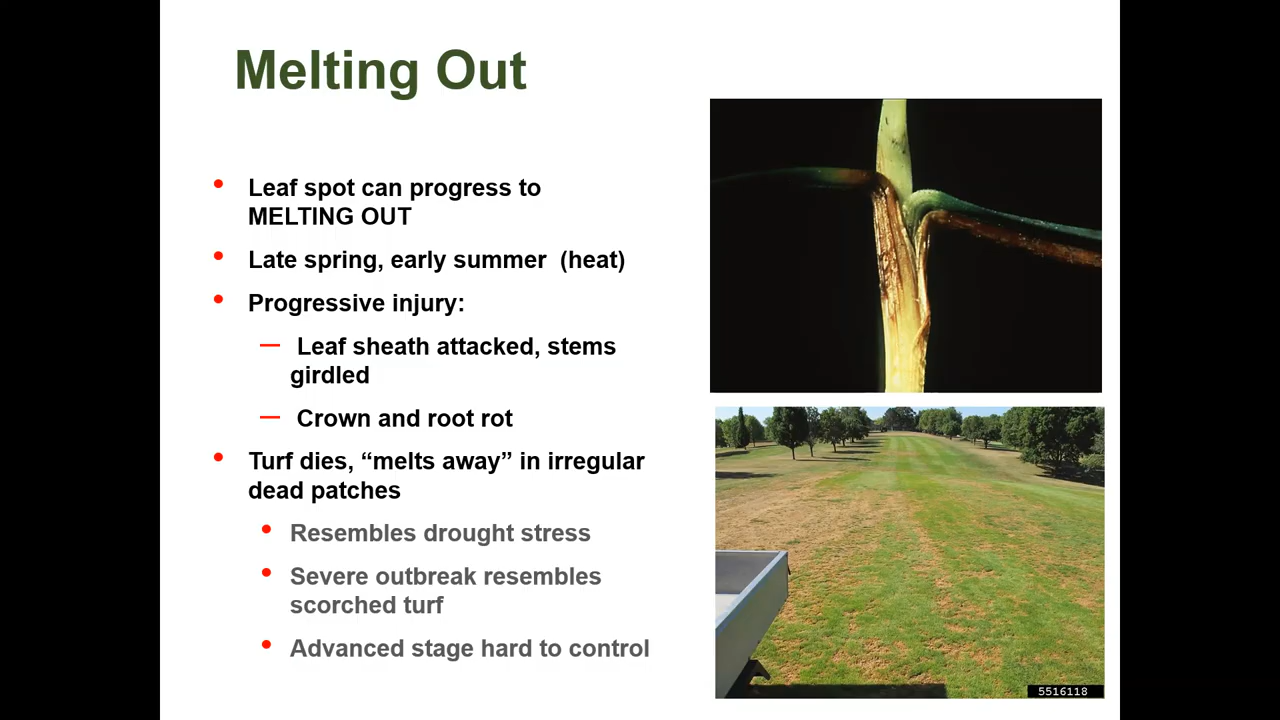 Melting Out
• Leaf spot can progress to
MELTING OUT
• Late spring, early summer (heat)
• Progressive injury:
— Leaf sheath attacked, stems
girdled
— Crown and root rot
• Turf dies, “melts away” in irregular
dead patches
• Resembles drought stress
• Severe outbreak resembles
scorched turf
• Advanced stage hard to control
5516118